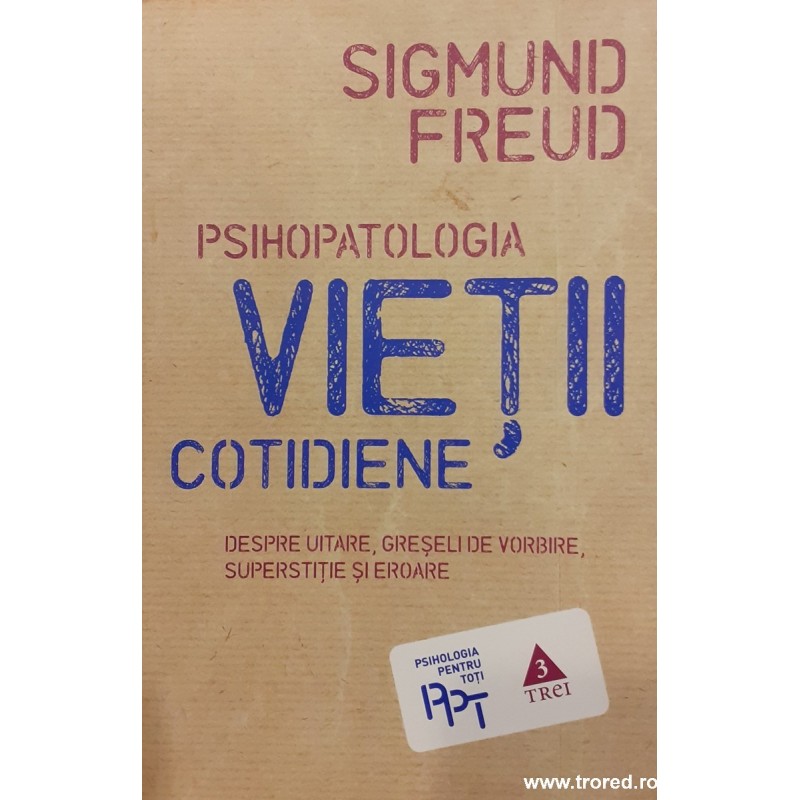 SIGMUND
FREUD
PSIHOPATOLOGIA
VIEȚII
COTIDIENE
DESPRE UITARE, GREȘELI DE VORBIRE,
SUPERSTIȚIE ȘI EROARE
PSIHOLOGIA
PENTRU
TOȚI
PPT
3
TREI
www.trored.ro